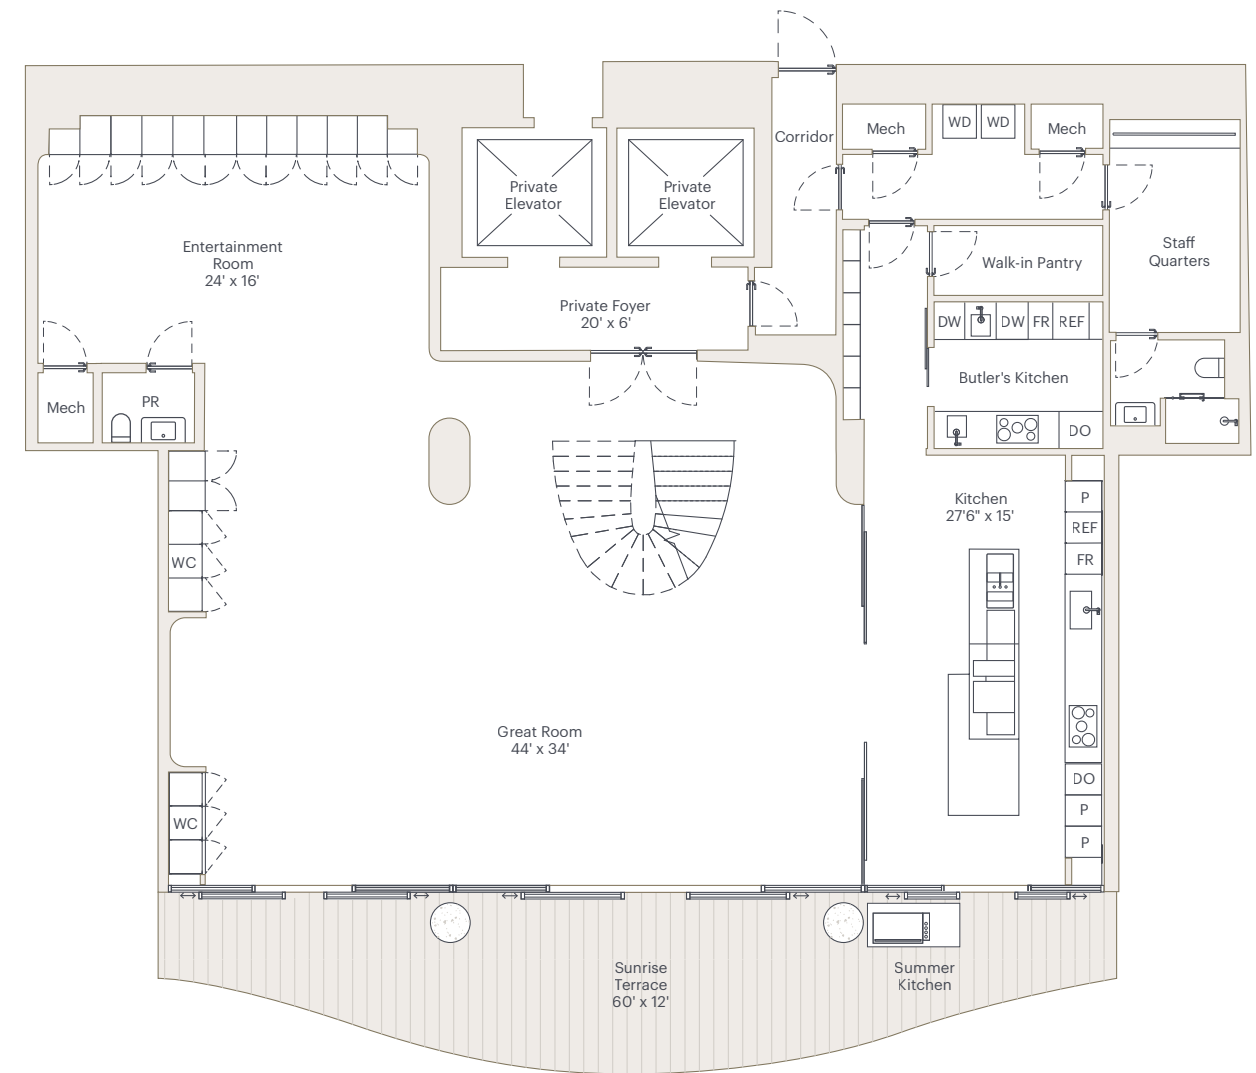 Corridor
Mech
WD
WD
Mech
Private
Elevator
Private
Elevator
Entertainment
Room
24' x 16'
Walk-in Pantry
Staff
Quarters
Private Foyer
20' x 6'
DW
DW
FR
REF
Butler's Kitchen
Mech
PR
DO
Kitchen
27'6" x 15'
P
REF
FR
WC
Great Room
44' x 34'
DO
P
P
WC
Sunrise
Terrace
60' x 12'
Summer
Kitchen